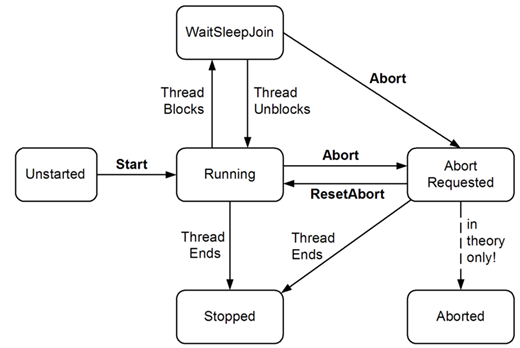 WaitSleepJoin
Abort
Thread
Blocks
Thread
Unblocks
Unstarted
Start
Running
Abort
ResetAbort
Abort
Requested
Thread
Ends
Thread
Ends
in
theory
only!
Stopped
Aborted